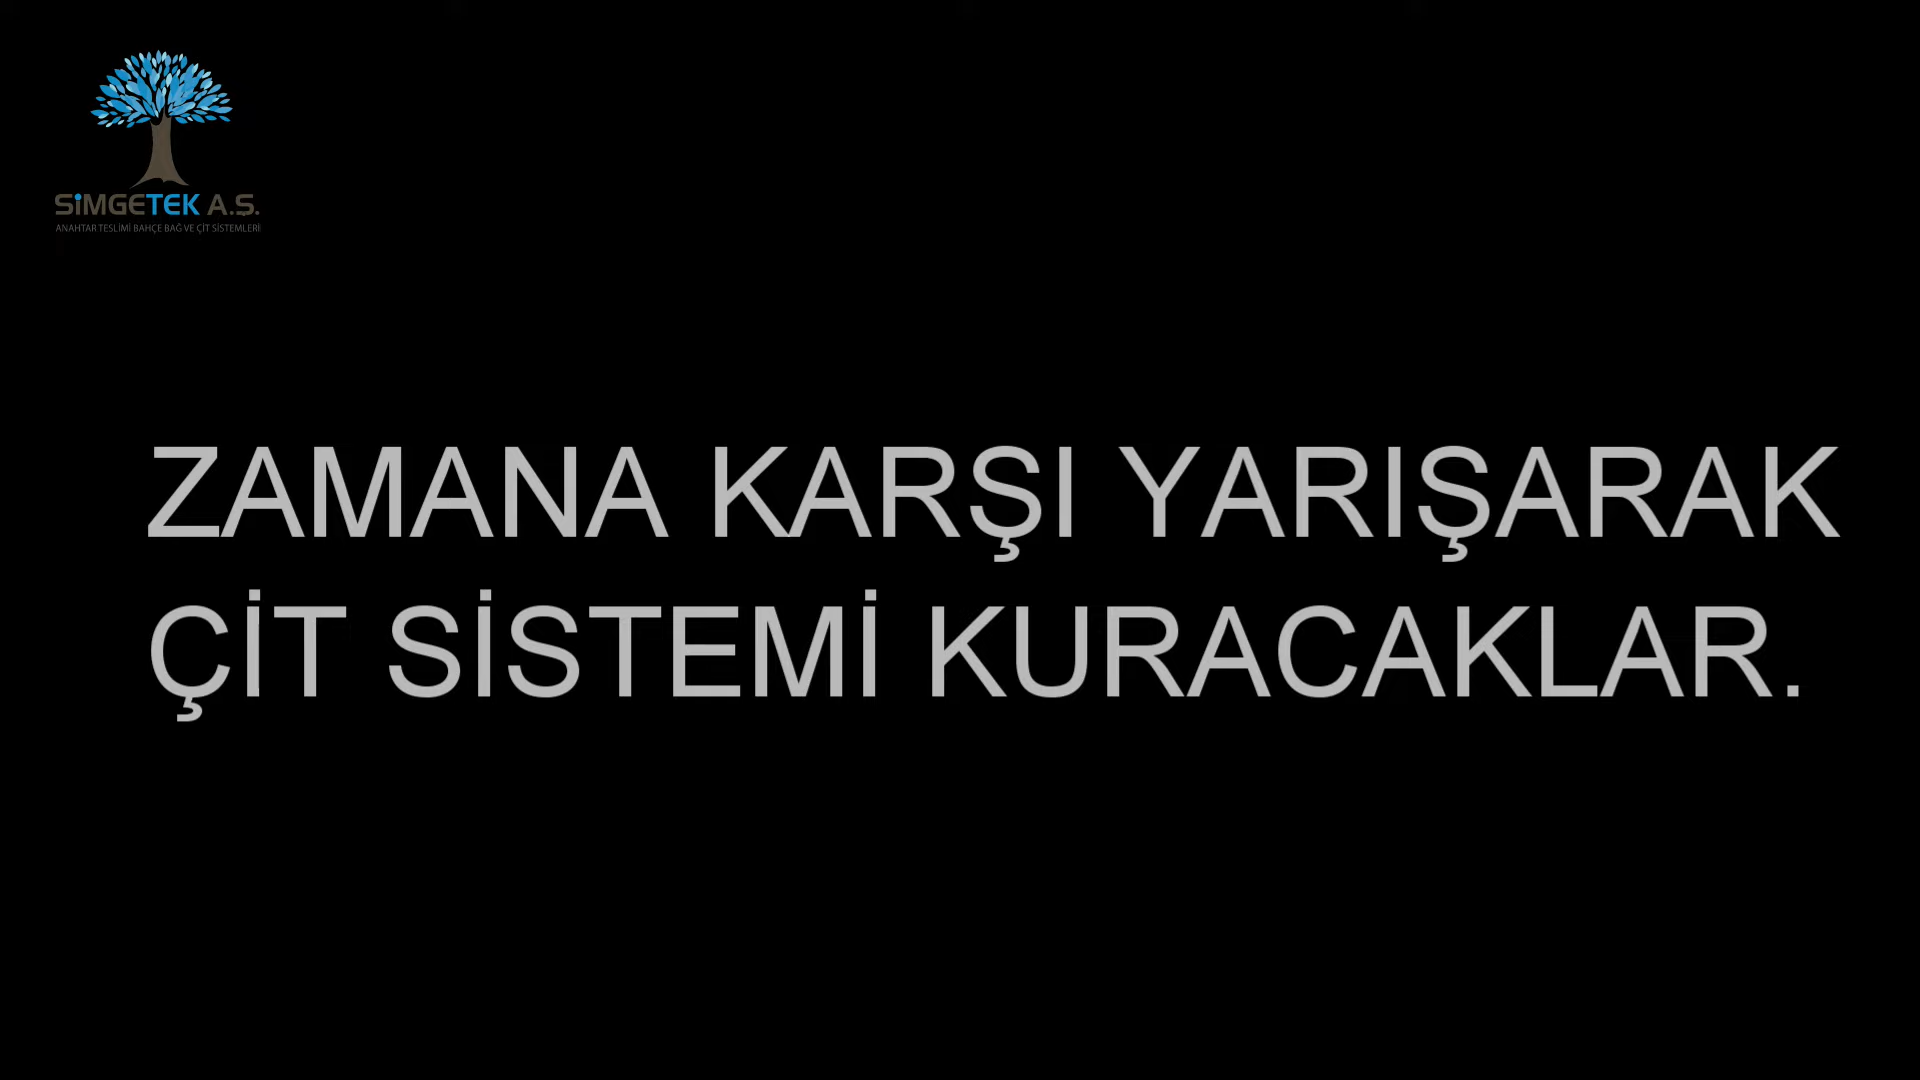 SİMGETEK A.Ş.
ANAHTAR TESLİMİ BAHÇE BAĞ VE ÇİT SİSTEMLERİ
ZAMANA KARŞI YARIŞARAK
ÇİT SİSTEMİ KURACAKLAR.